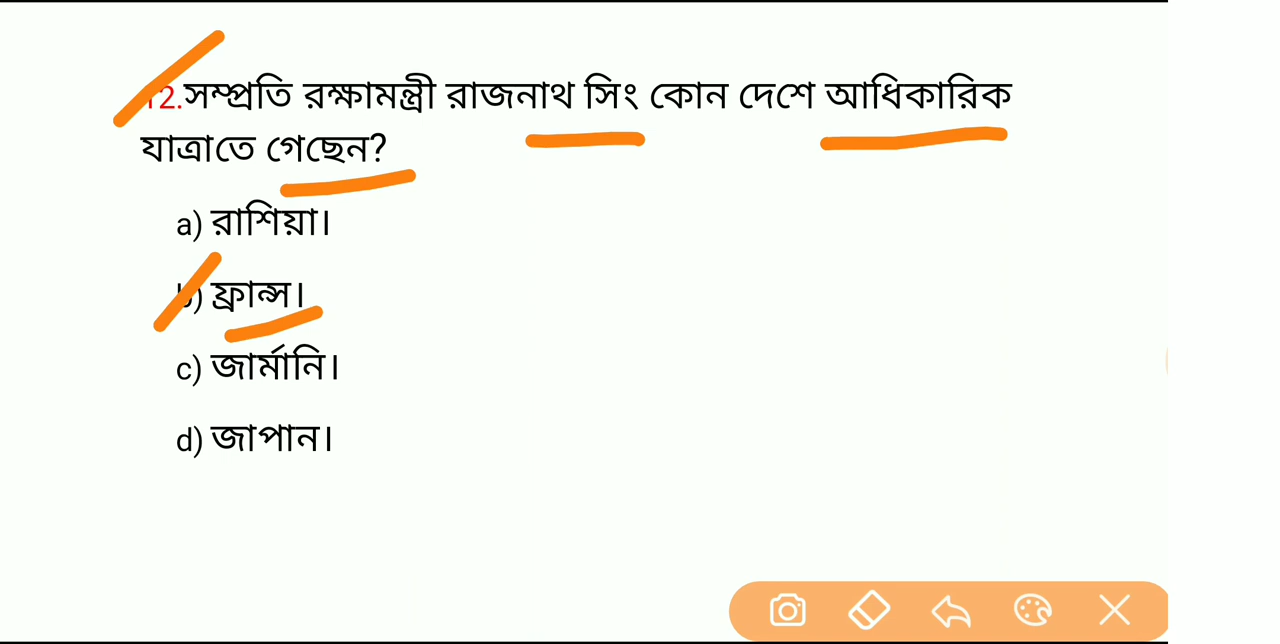 12.সম্প্রতি রক্ষামন্ত্রী রাজনাথ সিং কোন দেশে আধিকারিক
যাত্রাতে গেছেন?
a) রাশিয়া।
b) ফ্রান্স।
c) জার্মানি।
d) জাপান।